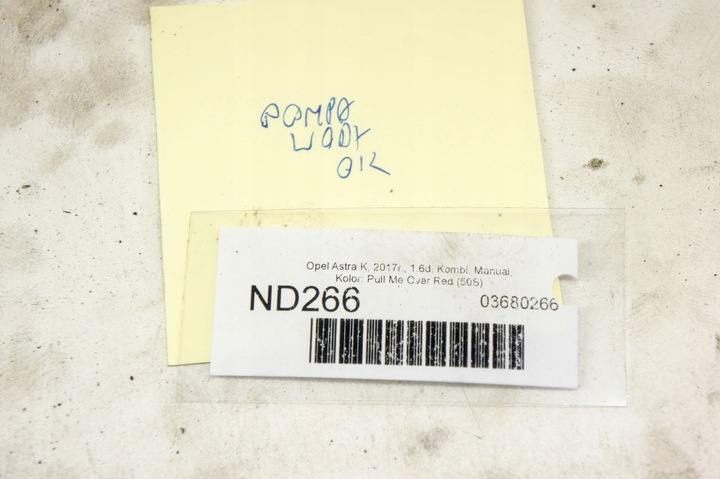 POMPA
WODY
OK
Opel Astra K, 2017r., 1.6d, Kombi, Manual,
Kolor: Pull Me Over Red (50S)
ND266 03680266